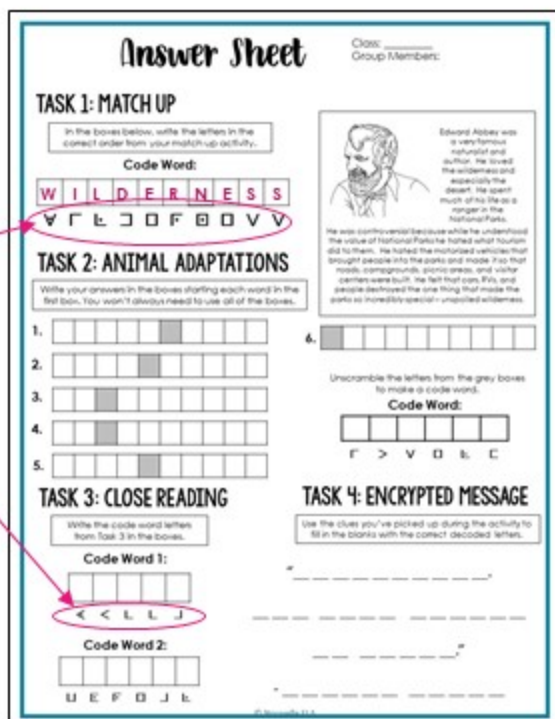 Answer Sheet
Class: ________
Group Members:
TASK 1: MATCH UP
In the boxes below, write the letters in the
correct order from your match up activity.
Code Word:
W I L D E R N E S S
Edward Abbey was
a very famous
naturalist and
author. He loved
the wilderness and
especially the
desert. He spent
much of his life as a
ranger in the
National Parks.
He was controversial because while he understood
the value of National Parks he hated what tourism
did to them. He hated the motorized vehicles that
brought people into the parks and made it so that
roads, campgrounds, picnic areas, and visitor
centers were built. He felt that cars, RVs, and
people destroyed the one thing that made the
parks so incredibly special – unspoiled wilderness.
TASK 2: ANIMAL ADAPTATIONS
Write your answers in the boxes starting each word in the
first box. You won't always need to use all of the boxes.
1.
2.
3.
4.
5.
6.
Unscramble the letters from the grey boxes
to make a code word.
Code Word:
TASK 3: CLOSE READING
Write the code word letters
from Task 3 in the boxes.
Code Word 1:
Code Word 2:
TASK 4: ENCRYPTED MESSAGE
Use the clues you've picked up during the activity to
fill in the blanks with the correct decoded letters.